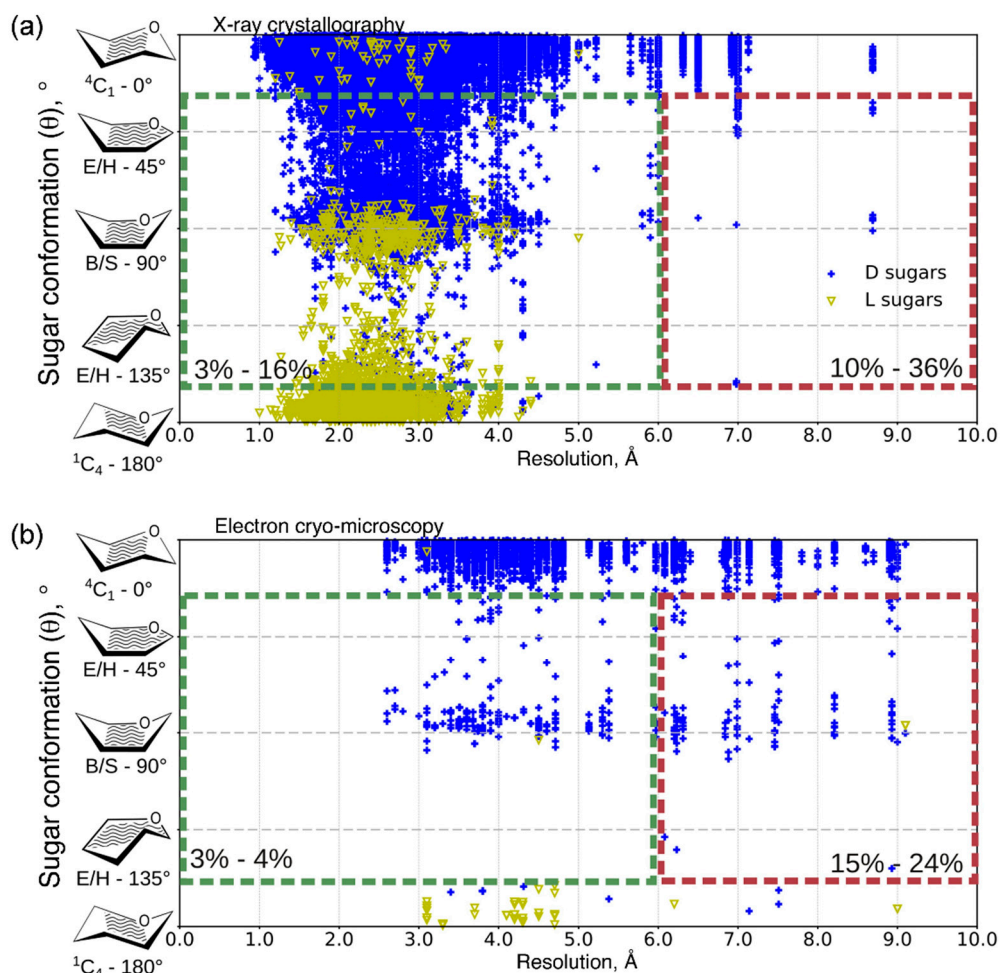 (a)
X-ray crystallography
Sugar conformation (θ), °
O
⁴C₁ - 0°
O
E/H - 45°
O
B/S - 90°
O
E/H - 135°
O
¹C₄ - 180°
D sugars
L sugars
3% - 16%
10% - 36%
0.0 1.0 2.0 3.0 4.0 5.0 6.0 7.0 8.0 9.0 10.0
Resolution, Å
(b)
Electron cryo-microscopy
Sugar conformation (θ), °
O
⁴C₁ - 0°
O
E/H - 45°
O
B/S - 90°
O
E/H - 135°
O
¹C₄ - 180°
3% - 4%
15% - 24%
0.0 1.0 2.0 3.0 4.0 5.0 6.0 7.0 8.0 9.0 10.0
Resolution, Å